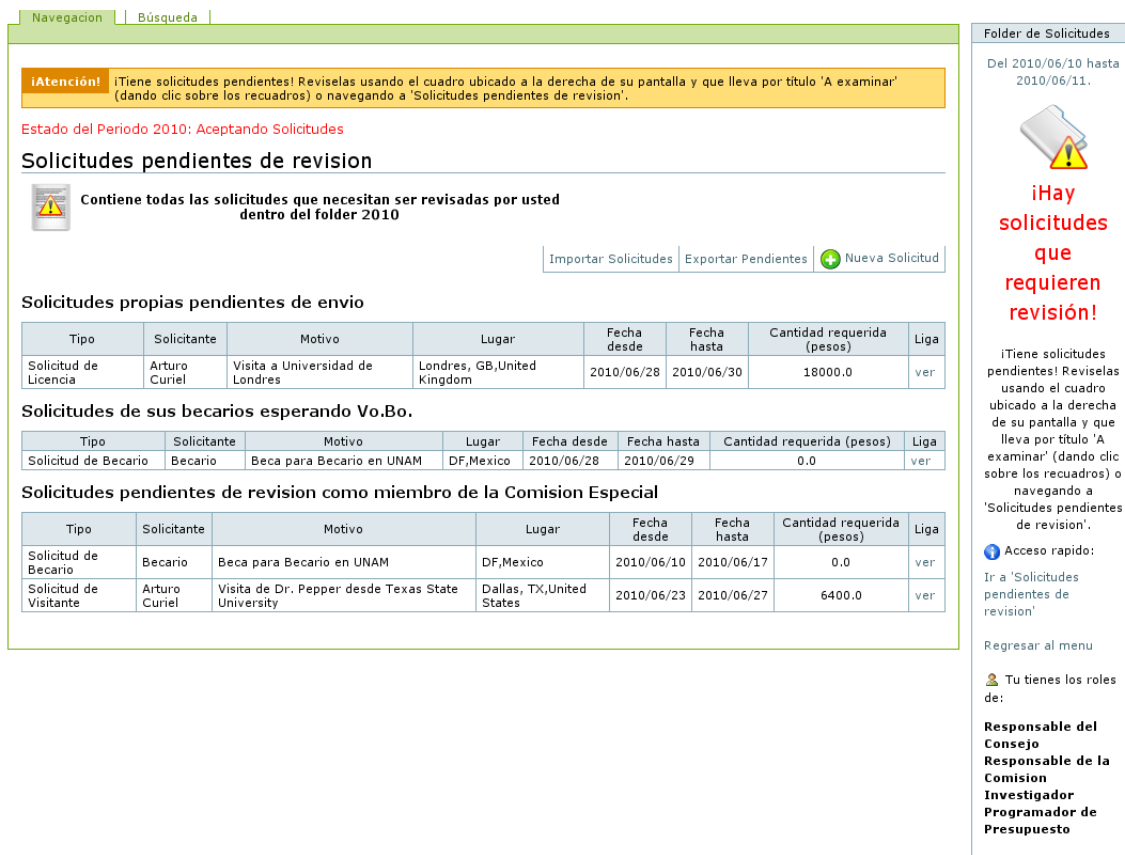 Navegacion
Búsqueda
¡Atención!
¡Tiene solicitudes pendientes! Reviselas usando el cuadro ubicado a la derecha de su pantalla y que lleva por título 'A examinar'
(dando clic sobre los recuadros) o navegando a 'Solicitudes pendientes de revision'.
Estado del Periodo 2010: Aceptando Solicitudes
Solicitudes pendientes de revision
Contiene todas las solicitudes que necesitan ser revisadas por usted
dentro del folder 2010
Importar Solicitudes
Exportar Pendientes
Nueva Solicitud
Solicitudes propias pendientes de envio
Tipo Solicitante Motivo Lugar Fecha desde Fecha hasta Cantidad requerida (pesos) Liga
Solicitud de Licencia Arturo Curiel Visita a Universidad de Londres Londres, GB,United Kingdom 2010/06/28 2010/06/30 18000.0 ver
Solicitudes de sus becarios esperando Vo.Bo.
Tipo Solicitante Motivo Lugar Fecha desde Fecha hasta Cantidad requerida (pesos) Liga
Solicitud de Becario Becario Beca para Becario en UNAM DF,Mexico 2010/06/28 2010/06/29 0.0 ver
Solicitudes pendientes de revision como miembro de la Comision Especial
Tipo Solicitante Motivo Lugar Fecha desde Fecha hasta Cantidad requerida (pesos) Liga
Solicitud de Becario Becario Beca para Becario en UNAM DF,Mexico 2010/06/10 2010/06/17 0.0 ver
Solicitud de Visitante Arturo Curiel Visita de Dr. Pepper desde Texas State University Dallas, TX,United States 2010/06/23 2010/06/27 6400.0 ver
Folder de Solicitudes
Del 2010/06/10 hasta
2010/06/11.
¡Hay
solicitudes
que
requieren
revisión!
¡Tiene solicitudes
pendientes! Reviselas
usando el cuadro
ubicado a la derecha
de su pantalla y que
lleva por título 'A
examinar' (dando clic
sobre los recuadros) o
navegando a
'Solicitudes pendientes
de revision'.
Acceso rapido:
Ir a 'Solicitudes
pendientes de
revision'
Regresar al menu
Tu tienes los roles
de:
Responsable del
Consejo
Responsable de la
Comision
Investigador
Programador de
Presupuesto